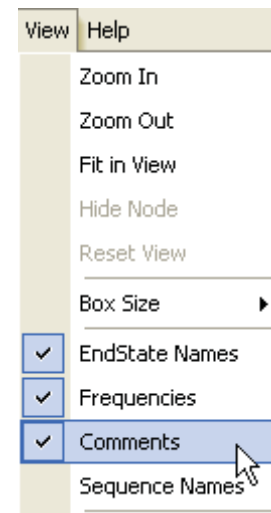 View Help
Zoom In
Zoom Out
Fit in View
Hide Node
Reset View
Box Size
EndState Names
Frequencies
Comments
Sequence Names